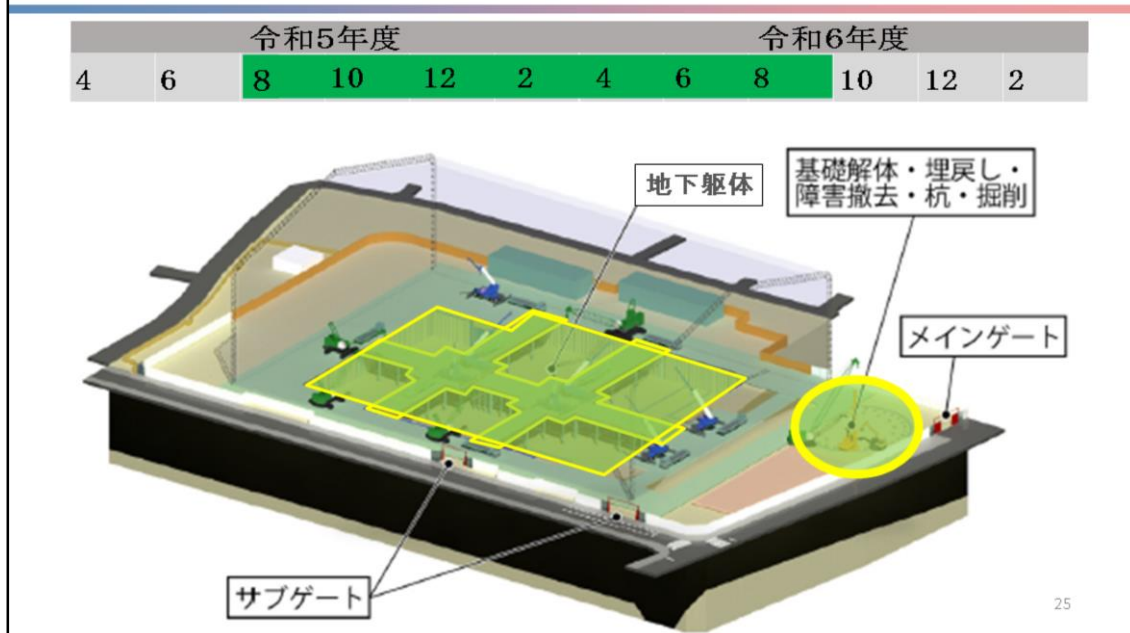 令和5年度 令和6年度
4 6 8 10 12 2 4 6 8 10 12 2
地下躯体
基礎解体・埋戻し・
障害撤去・杭・掘削
メインゲート
サブゲート
25